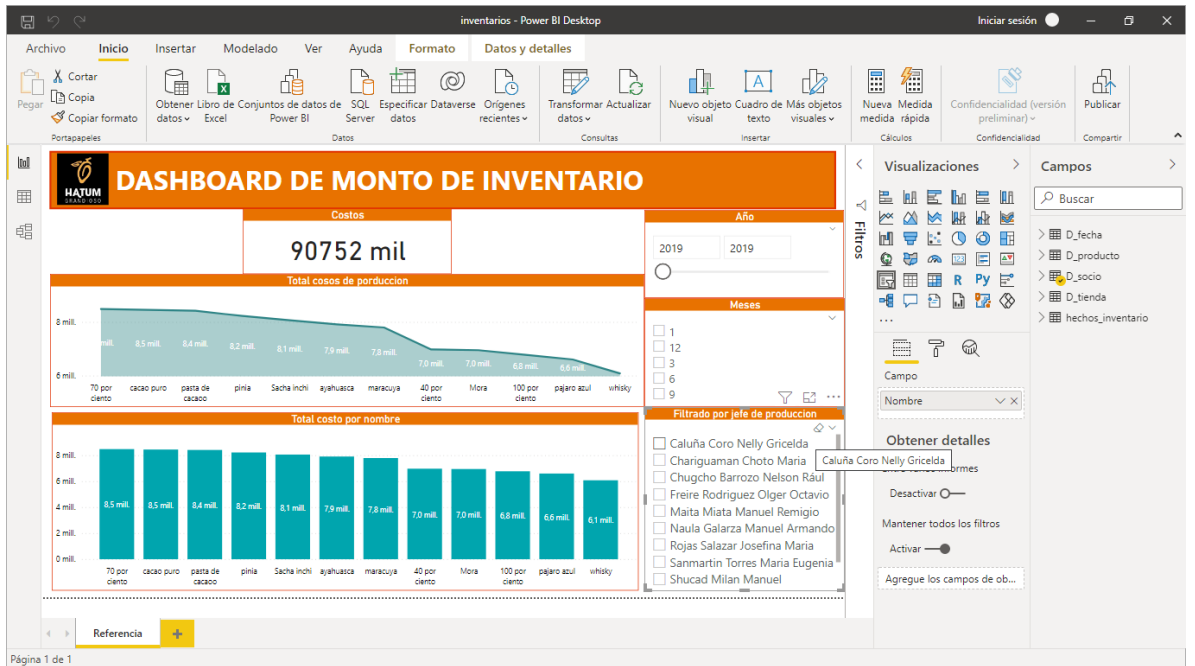 inventarios - Power BI Desktop
Iniciar sesión
Archivo Inicio Insertar Modelado Ver Ayuda Formato Datos y detalles
Pegar
Cortar
Copia
Copiar formato
Portapapeles
Obtener datos
Libro de Excel
Conjuntos de datos de Power BI
SQL Server
Especificar datos
Dataverse
Orígenes recientes
Datos
Transformar datos
Actualizar
Consultas
Nuevo objeto visual
Cuadro de texto
Más objetos visuales
Insertar
Nueva medida
Medida rápida
Cálculos
Confidencialidad (versión preliminar)
Confidencialidad
Publicar
Compartir
HATUM
GRAND-OSO
DASHBOARD DE MONTO DE INVENTARIO
Costos
90752 mil
Total cosos de porduccion
8 mill.
6 mill.
mill. 8,5 mill. 8,4 mill. 8,2 mill. 8,1 mill. 7,9 mill. 7,8 mill. 7,0 mill. 7,0 mill. 6,8 mill. 6,6 mill.
70 por ciento cacao puro pasta de cacaoo pinia Sacha inchi ayahuasca maracuya 40 por ciento Mora 100 por ciento pajaro azul whisky
Total costo por nombre
8 mill.
6 mill.
4 mill.
2 mill.
0 mill.
8,5 mill. 8,5 mill. 8,4 mill. 8,2 mill. 8,1 mill. 7,9 mill. 7,8 mill. 7,0 mill. 7,0 mill. 6,8 mill. 6,6 mill. 6,1 mill.
70 por ciento cacao puro pasta de cacaoo pinia Sacha inchi ayahuasca maracuya 40 por ciento Mora 100 por ciento pajaro azul whisky
Año
2019 2019
Meses
1
12
3
6
9
Filtrado por jefe de produccion
Caluña Coro Nelly Gricelda
Chariguaman Choto Maria
Chugcho Barrozo Nelson Rául
Freire Rodriguez Olger Octavio
Maita Miata Manuel Remigio
Naula Galarza Manuel Armando
Rojas Salazar Josefina Maria
Sanmartin Torres Maria Eugenia
Shucad Milan Manuel
Caluña Coro Nelly Gricelda
Filtros
Visualizaciones
123
R Py
Campo
Nombre
Obtener detalles
informes
Desactivar
Mantener todos los filtros
Activar
Agregue los campos de ob...
Campos
Buscar
D_fecha
D_producto
D_socio
D_tienda
hechos_inventario
Referencia
Página 1 de 1